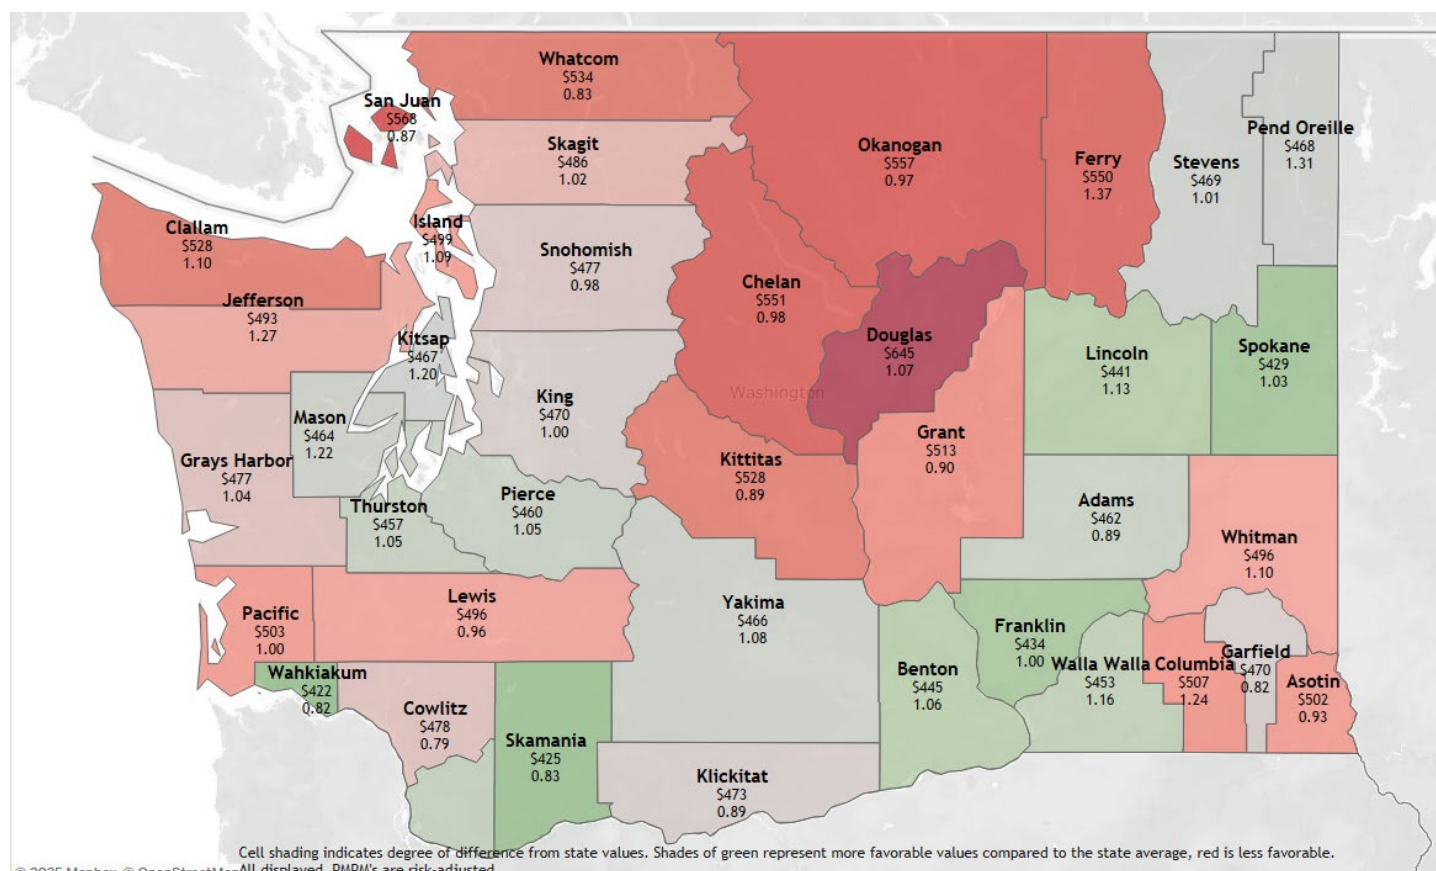 Whatcom
$534
0.83
San Juan
$568
0.87
Skagit
$486
1.02
Okanogan
$557
0.97
Ferry
$550
1.37
Stevens
$469
1.01
Pend Oreille
$468
1.31
Clallam
$528
1.10
Island
$499
1.09
Snohomish
$477
0.98
Chelan
$551
0.98
Jefferson
$493
1.27
Kitsap
$467
1.20
Douglas
$645
1.07
Lincoln
$441
1.13
Spokane
$429
1.03
Washington
King
$470
1.00
Mason
$464
1.22
Grays Harbor
$477
1.04
Kittitas
$528
0.89
Grant
$513
0.90
Thurston
$457
1.05
Pierce
$460
1.05
Adams
$462
0.89
Whitman
$496
1.10
Pacific
$503
1.00
Lewis
$496
0.96
Yakima
$466
1.08
Franklin
$434
1.00
Wahkiakum
$422
0.82
Cowlitz
$478
0.79
Skamania
$425
0.83
Benton
$445
1.06
Walla Walla
$453
1.16
Columbia
$507
1.24
Garfield
$470
0.82
Asotin
$502
0.93
Klickitat
$473
0.89
Cell shading indicates degree of difference from state values. Shades of green represent more favorable values compared to the state average, red is less favorable.
© 2025 Mapbox © OpenStreetMap
All displayed PMPM's are risk-adjusted